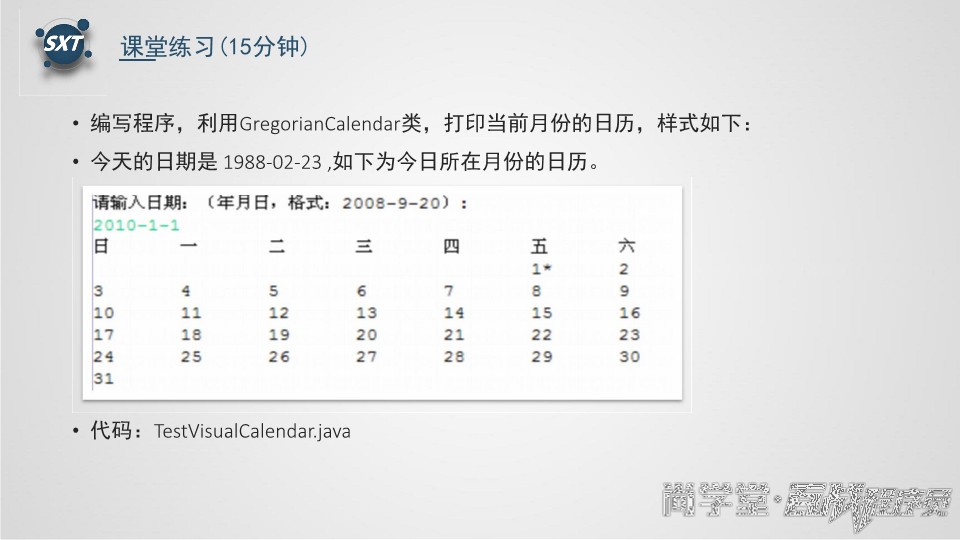 SXT
课堂练习(15分钟)
• 编写程序，利用GregorianCalendar类，打印当前月份的日历，样式如下：
• 今天的日期是 1988-02-23 ,如下为今日所在月份的日历。
请输入日期：（年月日，格式：2008-9-20）：
2010-1-1
日 一 二 三 四 五 六
1* 2
3 4 5 6 7 8 9
10 11 12 13 14 15 16
17 18 19 20 21 22 23
24 25 26 27 28 29 30
31
• 代码：TestVisualCalendar.java
尚学堂·